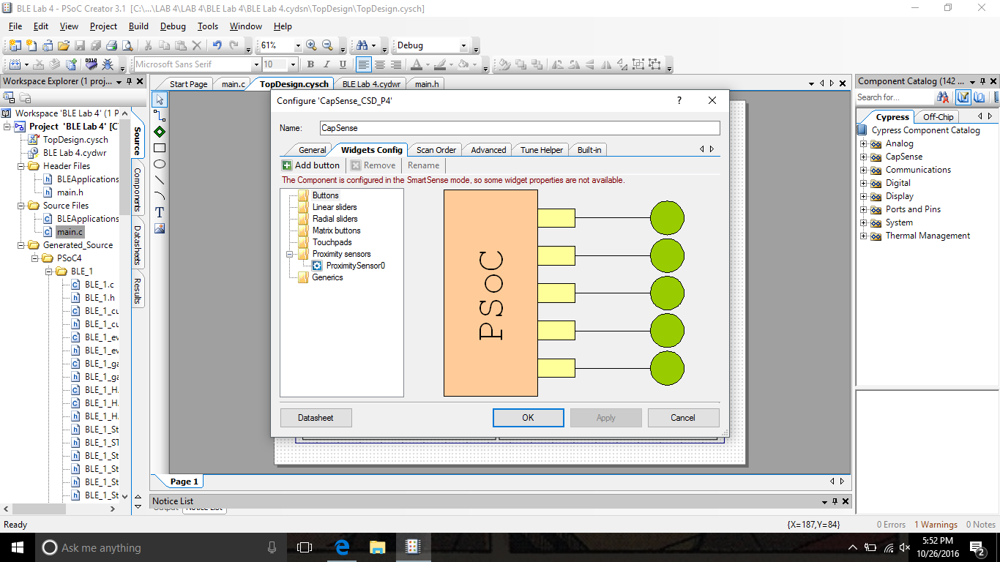 BLE Lab 4 - PSoC Creator 3.1 [C:\...\LAB 4\LAB 4\BLE Lab 4\BLE Lab 4.cydsn\TopDesign\TopDesign.cysch]
File Edit View Project Build Debug Tools Window Help
61% Debug
Microsoft Sans Serif 10 B I U
Workspace Explorer (1 proj...
Workspace 'BLE Lab 4' (1 P
Project 'BLE Lab 4' [C
TopDesign.cysch
BLE Lab 4.cydwr
Header Files
BLEApplications
main.h
Source Files
BLEApplications
main.c
Generated_Source
PSoC4
BLE_1
BLE_1.c
BLE_1.h
BLE_1_cu
BLE_1_cu
BLE_1_ev
BLE_1_ev
BLE_1_ga
BLE_1_ga
BLE_1_H.
BLE_1_H.
BLE_1_H.
BLE_1_St
BLE_1_ST
BLE_1_St
BLE_1_St
BLE_1_St
BLE_1_St
Source
Components
Datasheets
Results
Start Page main.c TopDesign.cysch BLE Lab 4.cydwr main.h
Configure 'CapSense_CSD_P4'
Name: CapSense
General Widgets Config Scan Order Advanced Tune Helper Built-in
Add button Remove Rename
The Component is configured in the SmartSense mode, so some widget properties are not available.
Buttons
Linear sliders
Radial sliders
Matrix buttons
Touchpads
Proximity sensors
ProximitySensor0
Generics
PSoC
Datasheet OK Apply Cancel
Page 1
Notice List
Output Notice List
Component Catalog (142 ...
Search for...
Cypress Off-Chip
Cypress Component Catalog
Analog
CapSense
Communications
Digital
Display
Ports and Pins
System
Thermal Management
Ready {X=187,Y=84} 0 Errors 1 Warnings 0 Notes
Ask me anything
5:52 PM
10/26/2016
2